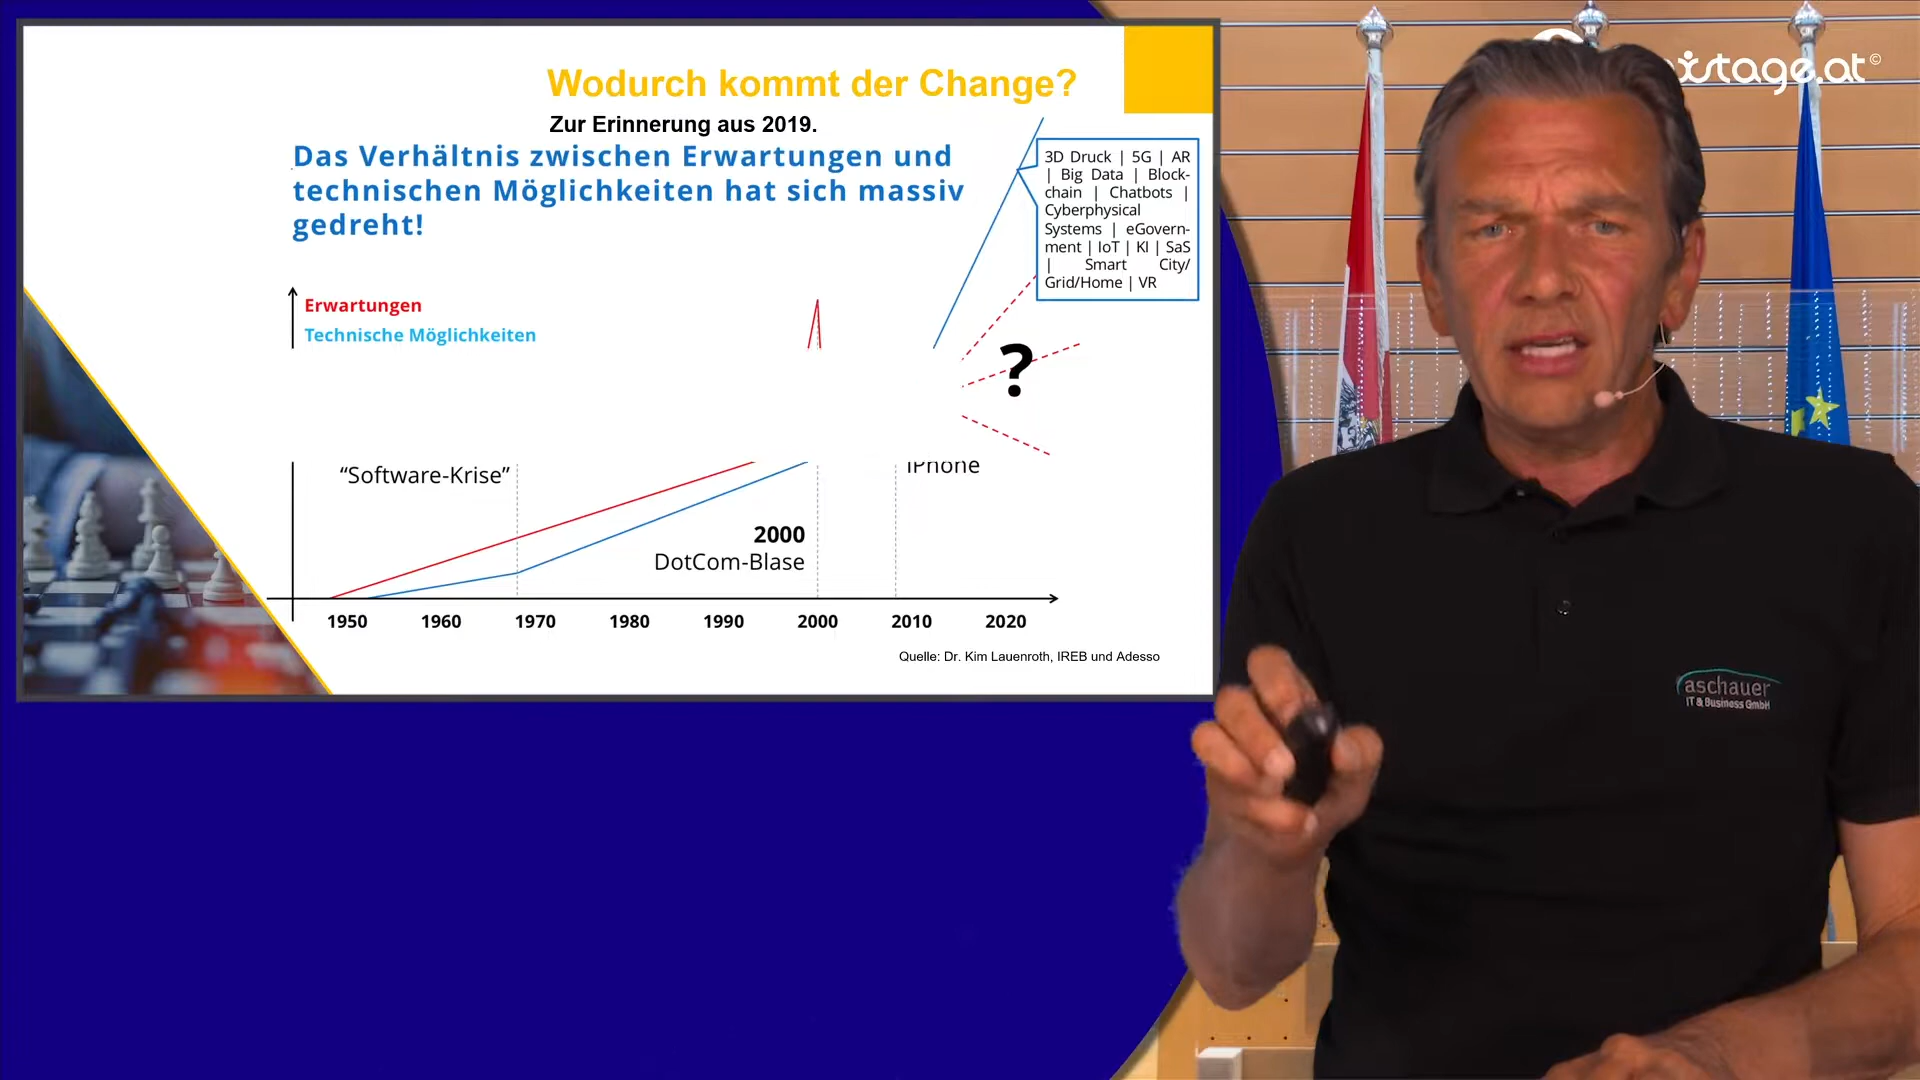 Wodurch kommt der Change?
Zur Erinnerung aus 2019.
Das Verhältnis zwischen Erwartungen und
technischen Möglichkeiten hat sich massiv
gedreht!
3D Druck | 5G | AR
| Big Data | Block-
chain | Chatbots |
Cyberphysical
Systems | eGovern-
ment | IoT | KI | SaS
| Smart City/
Grid/Home | VR
Erwartungen
Technische Möglichkeiten
?
“Software-Krise”
iPhone
2000
DotCom-Blase
1950 1960 1970 1980 1990 2000 2010 2020
Quelle: Dr. Kim Lauenroth, IREB und Adesso
aschauer
IT & Business GmbH